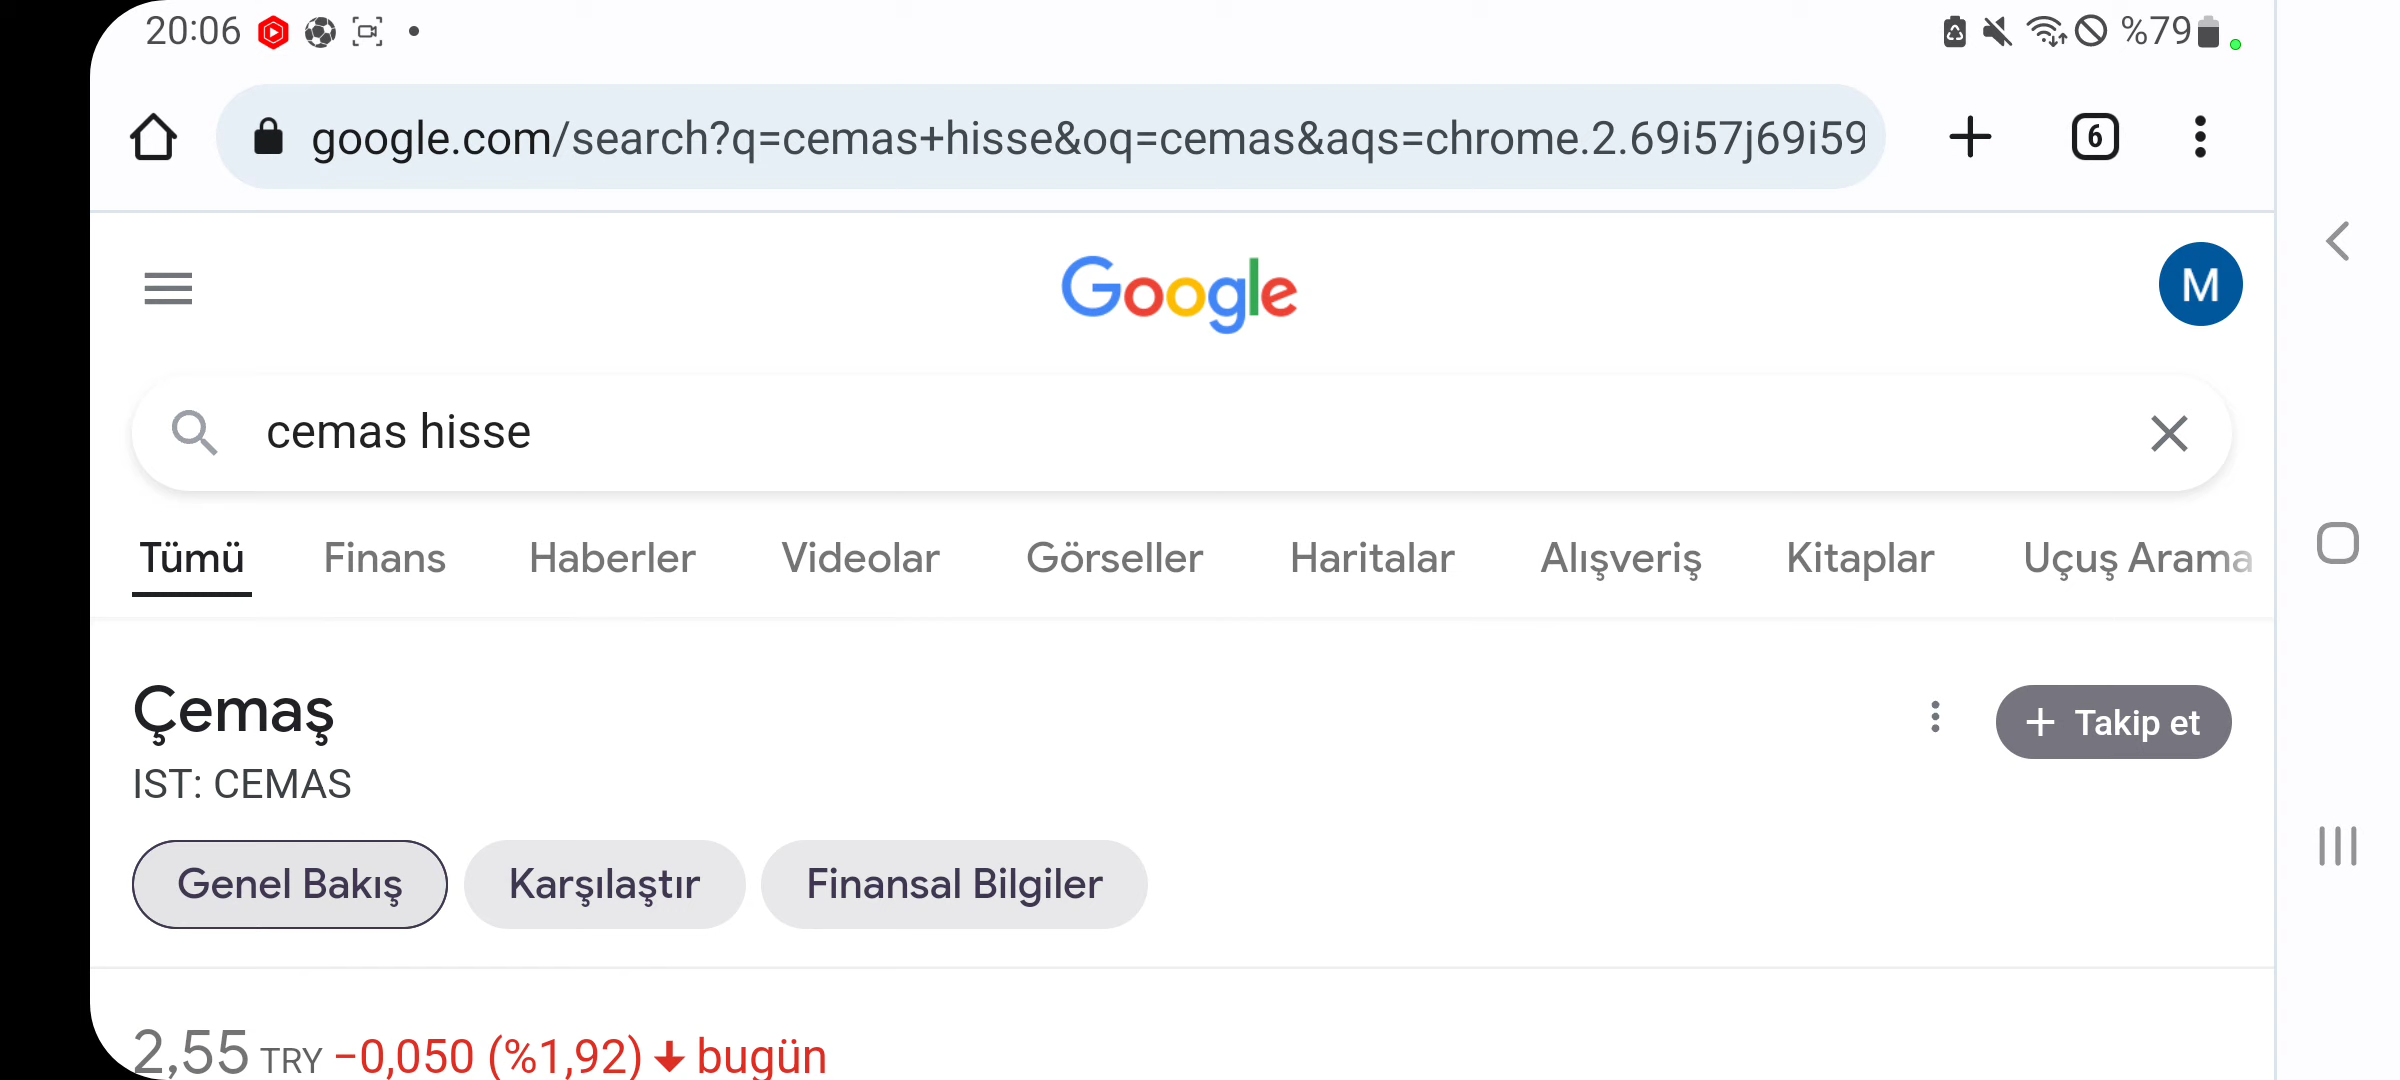 20:06 %79
google.com/search?q=cemas+hisse&oq=cemas&aqs=chrome.2.69i57j69i59 6
Google M
cemas hisse
Tümü Finans Haberler Videolar Görseller Haritalar Alışveriş Kitaplar Uçuş Arama
Çemaş
+ Takip et
IST: CEMAS
Genel Bakış Karşılaştır Finansal Bilgiler
2,55 TRY −0,050 (%1,92) ↓ bugün